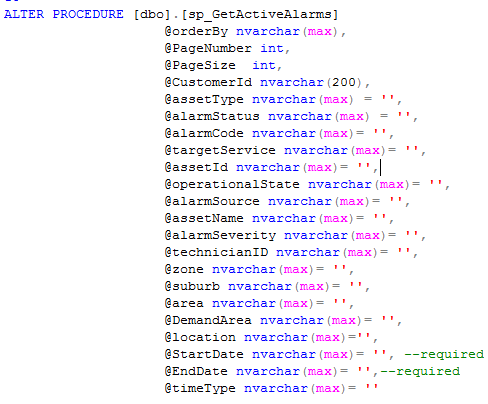 ALTER PROCEDURE [dbo].[sp_GetActiveAlarms]
@orderBy nvarchar(max),
@PageNumber int,
@PageSize  int,
@CustomerId nvarchar(200),
@assetType nvarchar(max) = '',
@alarmStatus nvarchar(max) = '',
@alarmCode nvarchar(max)= '',
@targetService nvarchar(max)= '',
@assetId nvarchar(max)= '',
@operationalState nvarchar(max)= '',
@alarmSource nvarchar(max)= '',
@assetName nvarchar(max)= '',
@alarmSeverity nvarchar(max)= '',
@technicianID nvarchar(max)= '',
@zone nvarchar(max)= '',
@suburb nvarchar(max)= '',
@area nvarchar(max)= '',
@DemandArea nvarchar(max)= '',
@location nvarchar(max)='',
@StartDate nvarchar(max)= '', --required
@EndDate nvarchar(max)= '',--required
@timeType nvarchar(max)= ''